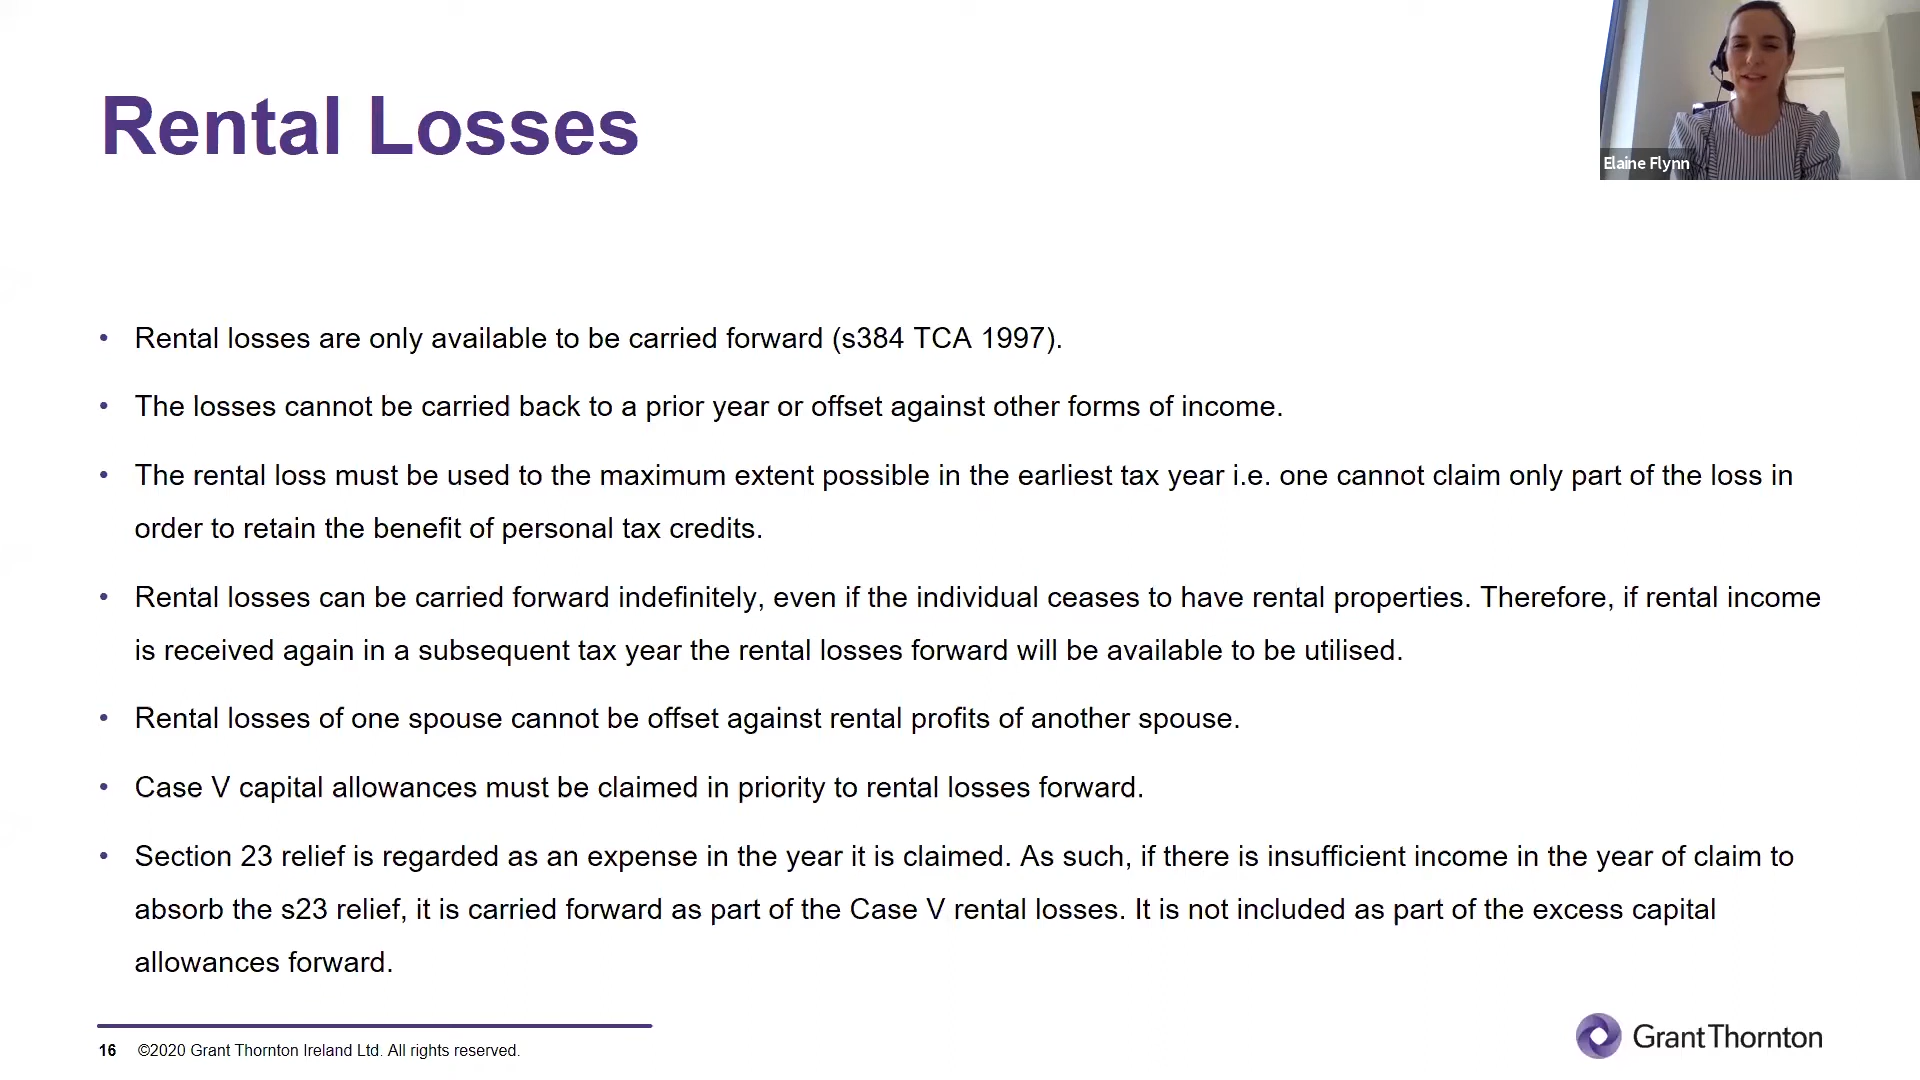 Rental Losses
Elaine Flynn
• Rental losses are only available to be carried forward (s384 TCA 1997).
• The losses cannot be carried back to a prior year or offset against other forms of income.
• The rental loss must be used to the maximum extent possible in the earliest tax year i.e. one cannot claim only part of the loss in
order to retain the benefit of personal tax credits.
• Rental losses can be carried forward indefinitely, even if the individual ceases to have rental properties. Therefore, if rental income
is received again in a subsequent tax year the rental losses forward will be available to be utilised.
• Rental losses of one spouse cannot be offset against rental profits of another spouse.
• Case V capital allowances must be claimed in priority to rental losses forward.
• Section 23 relief is regarded as an expense in the year it is claimed. As such, if there is insufficient income in the year of claim to
absorb the s23 relief, it is carried forward as part of the Case V rental losses. It is not included as part of the excess capital
allowances forward.
16 ©2020 Grant Thornton Ireland Ltd. All rights reserved.
GrantThornton